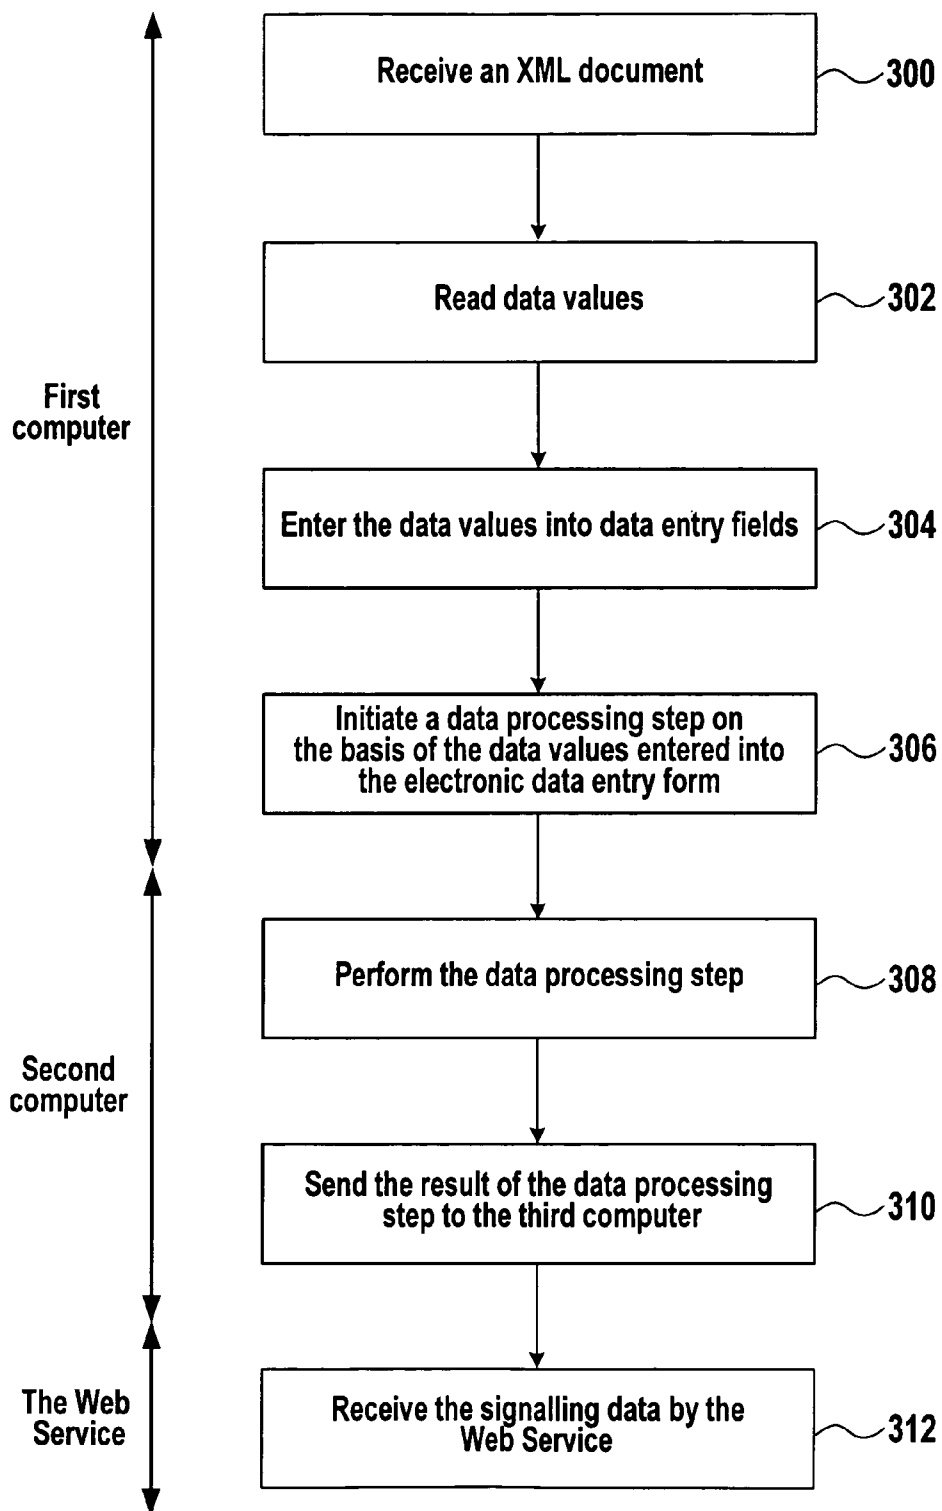 Receive an XML document
300
Read data values
302
First
computer
Enter the data values into data entry fields
304
Initiate a data processing step on
the basis of the data values entered into
the electronic data entry form
306
Perform the data processing step
308
Second
computer
Send the result of the data processing
step to the third computer
310
The Web
Service
Receive the signalling data by the
Web Service
312